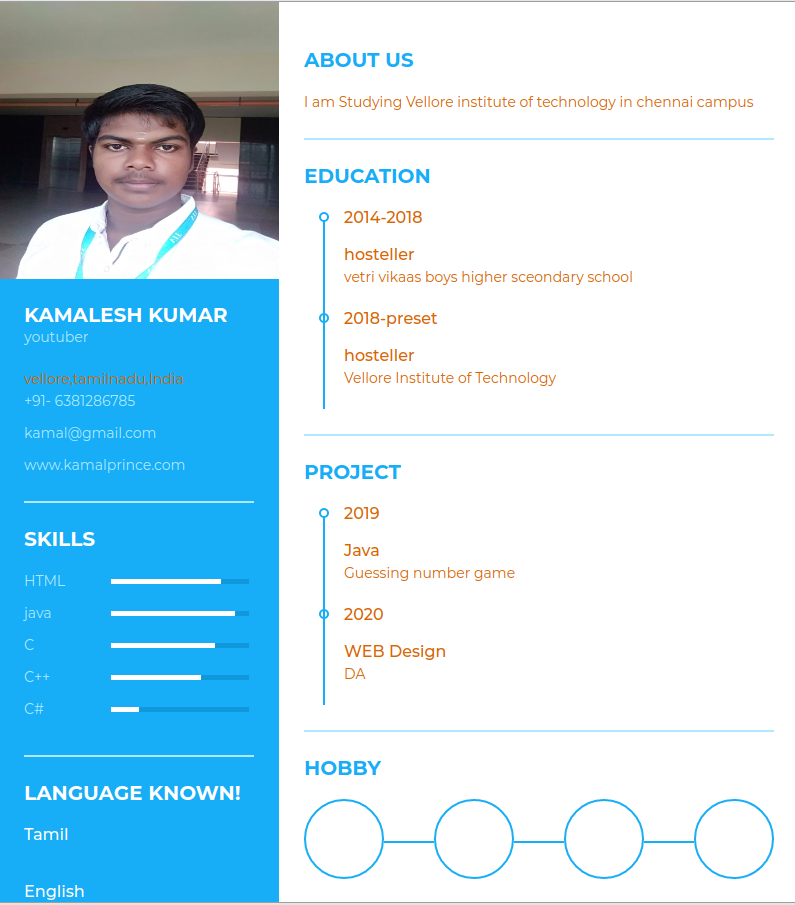 KAMALESH KUMAR
youtuber
vellore,tamilnadu,India
+91- 6381286785
kamal@gmail.com
www.kamalprince.com
SKILLS
HTML
java
C
C++
C#
LANGUAGE KNOWN!
Tamil
English
ABOUT US
I am Studying Vellore institute of technology in chennai campus
EDUCATION
2014-2018
hosteller
vetri vikaas boys higher sceondary school
2018-preset
hosteller
Vellore Institute of Technology
PROJECT
2019
Java
Guessing number game
2020
WEB Design
DA
HOBBY